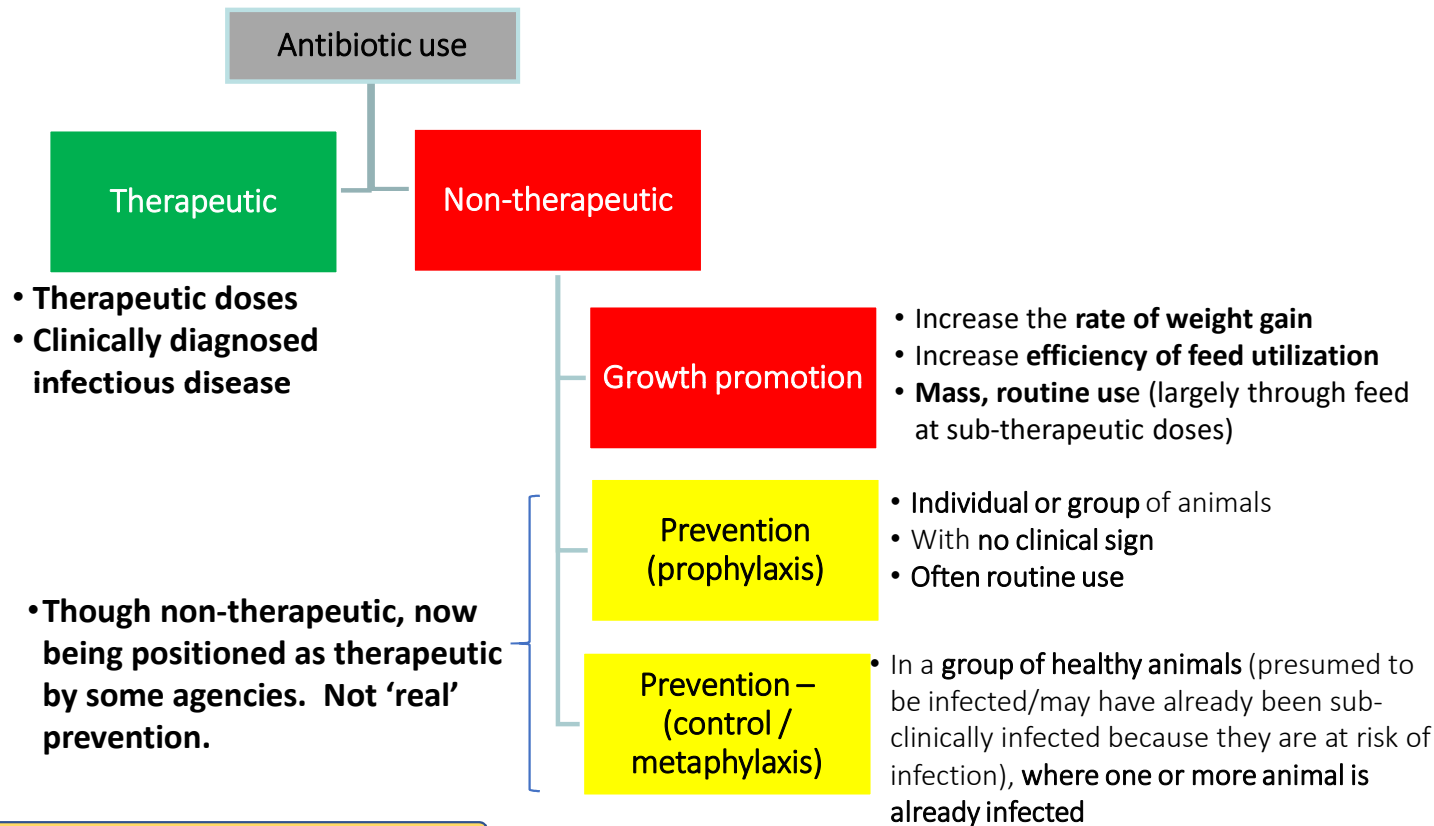 Antibiotic use
Therapeutic
Non-therapeutic
• Therapeutic doses
• Clinically diagnosed
infectious disease
Growth promotion
• Increase the rate of weight gain
• Increase efficiency of feed utilization
• Mass, routine use (largely through feed
at sub-therapeutic doses)
Prevention
(prophylaxis)
• Individual or group of animals
• With no clinical sign
• Often routine use
• Though non-therapeutic, now
being positioned as therapeutic
by some agencies. Not ‘real’
prevention.
Prevention –
(control /
metaphylaxis)
• In a group of healthy animals (presumed to
be infected/may have already been sub-
clinically infected because they are at risk of
infection), where one or more animal is
already infected